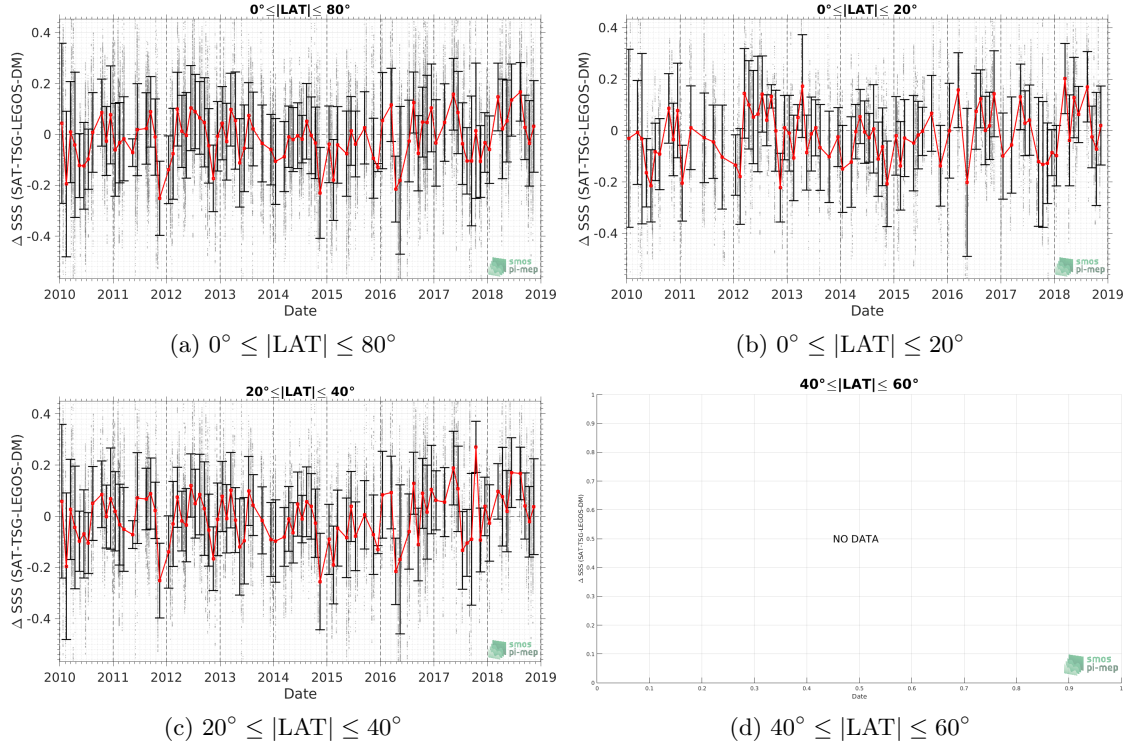 0°≤|LAT|≤ 80°
Δ SSS (SAT-TSG-LEGOS-DM)
0.4
0.2
0
-0.2
-0.4
2010 2011 2012 2013 2014 2015 2016 2017 2018 2019
Date
smos
pi-mep
(a) 0° ≤ |LAT| ≤ 80°
0°≤|LAT|≤ 20°
Δ SSS (SAT-TSG-LEGOS-DM)
0.4
0.2
0
-0.2
-0.4
2010 2011 2012 2013 2014 2015 2016 2017 2018 2019
Date
smos
pi-mep
(b) 0° ≤ |LAT| ≤ 20°
20°≤|LAT|≤ 40°
Δ SSS (SAT-TSG-LEGOS-DM)
0.4
0.2
0
-0.2
-0.4
2010 2011 2012 2013 2014 2015 2016 2017 2018 2019
Date
smos
pi-mep
(c) 20° ≤ |LAT| ≤ 40°
40°≤|LAT|≤ 60°
Δ SSS (SAT-TSG-LEGOS-DM)
1
0.9
0.8
0.7
0.6
0.5
0.4
0.3
0.2
0.1
0
NO DATA
0 0.1 0.2 0.3 0.4 0.5 0.6 0.7 0.8 0.9 1
Date
smos
pi-mep
(d) 40° ≤ |LAT| ≤ 60°